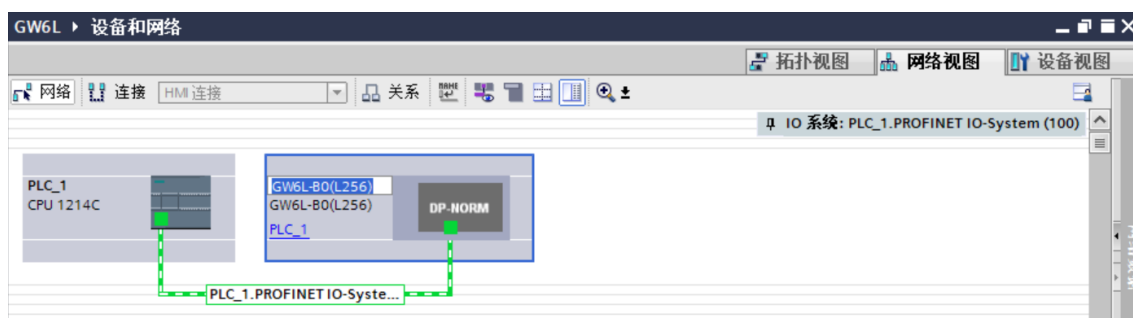 GW6L ▸ 设备和网络
拓扑视图 网络视图 设备视图
网络 连接 HMI 连接 关系
IO 系统: PLC_1.PROFINET IO-System (100)
PLC_1
CPU 1214C
GW6L-B0(L256)
GW6L-B0(L256)
PLC_1
DP-NORM
PLC_1.PROFINET IO-Syste...